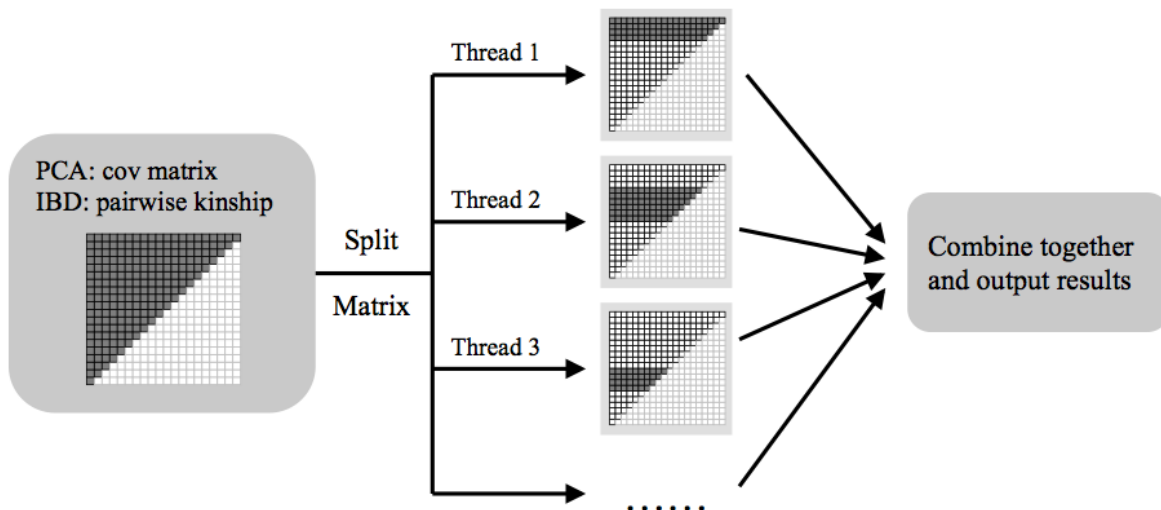 PCA: cov matrix
IBD: pairwise kinship
Split
Matrix
Thread 1
Thread 2
Thread 3
......
Combine together
and output results